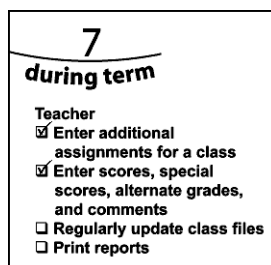 7
during term
Teacher
☑ Enter additional
assignments for a class
☑ Enter scores, special
scores, alternate grades,
and comments
☐ Regularly update class files
☐ Print reports